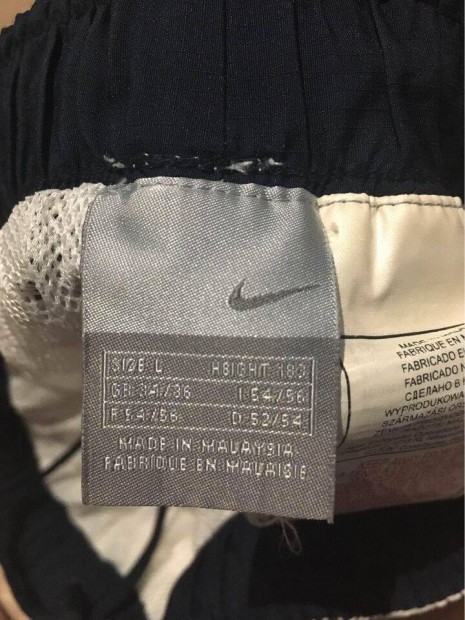 SIZE L HEIGHT 183
GB 34/36 I 54/56
F 54/56 D 52/54
MADE IN MALAYSIA
FABRIQUE EN MALAISIE
FABRIQUE EN
FABRICADO
FABRICADO
СДЕЛАНО В
WYPRODUKOWA
SZÁRMAZÁSI